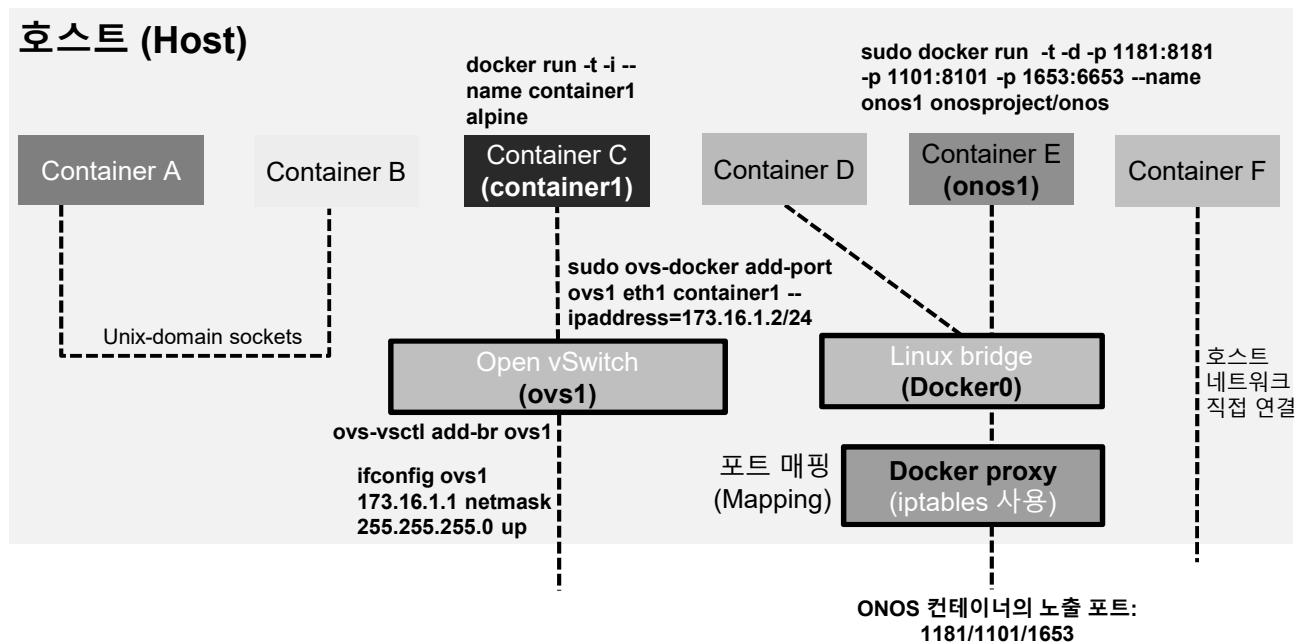 호스트 (Host)
docker run -t -i --
name container1
alpine
sudo docker run  -t -d -p 1181:8181
-p 1101:8101 -p 1653:6653 --name
onos1 onosproject/onos
Container A
Container B
Container C
(container1)
Container D
Container E
(onos1)
Container F
sudo ovs-docker add-port
ovs1 eth1 container1 --
ipaddress=173.16.1.2/24
Unix-domain sockets
Open vSwitch
(ovs1)
Linux bridge
(Docker0)
호스트
네트워크
직접 연결
ovs-vsctl add-br ovs1
ifconfig ovs1
173.16.1.1 netmask
255.255.255.0 up
포트 매핑
(Mapping)
Docker proxy
(iptables 사용)
ONOS 컨테이너의 노출 포트:
1181/1101/1653